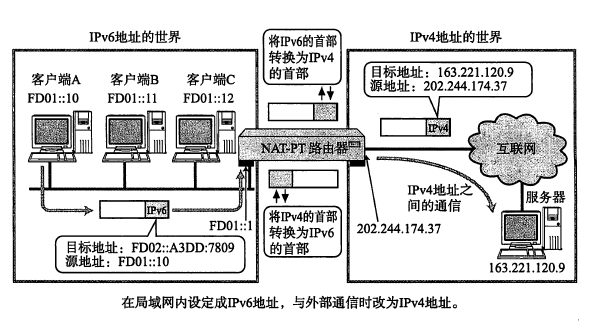 IPv6地址的世界
IPv4地址的世界
将IPv6的首部
转换为IPv4
的首部
客户端A
FD01::10
客户端B
FD01::11
客户端C
FD01::12
目标地址：163.221.120.9
源地址：202.244.174.37
IPv4
NAT-PT 路由器
互联网
IPv6
FD01::1
目标地址：FD02::A3DD:7809
源地址：FD01::10
将IPv4的首部
转换为IPv6
的首部
202.244.174.37
IPv4地址之
间的通信
服务器
163.221.120.9
在局域网内设定成IPv6地址，与外部通信时改为IPv4地址。